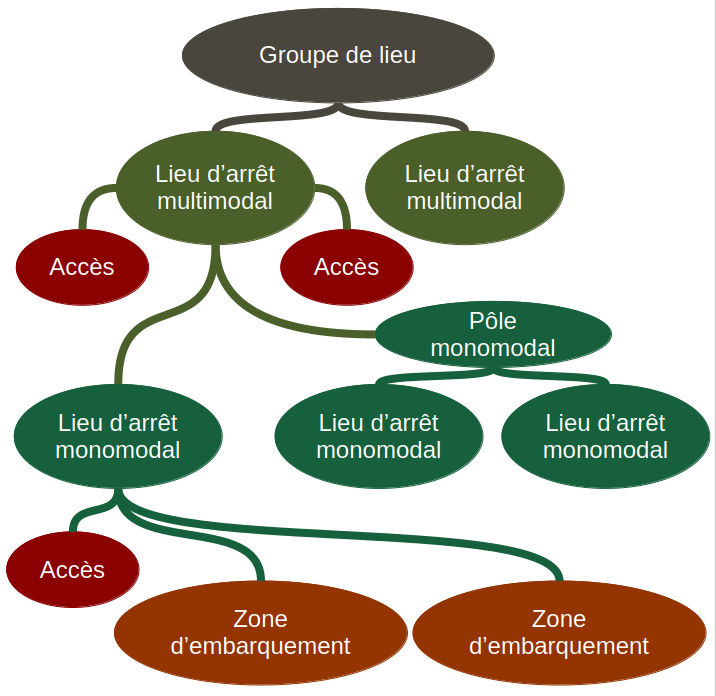 Groupe de lieu
Lieu d’arrêt
multimodal
Lieu d’arrêt
multimodal
Accès
Accès
Pôle
monomodal
Lieu d’arrêt
monomodal
Lieu d’arrêt
monomodal
Lieu d’arrêt
monomodal
Accès
Zone
d’embarquement
Zone
d’embarquement